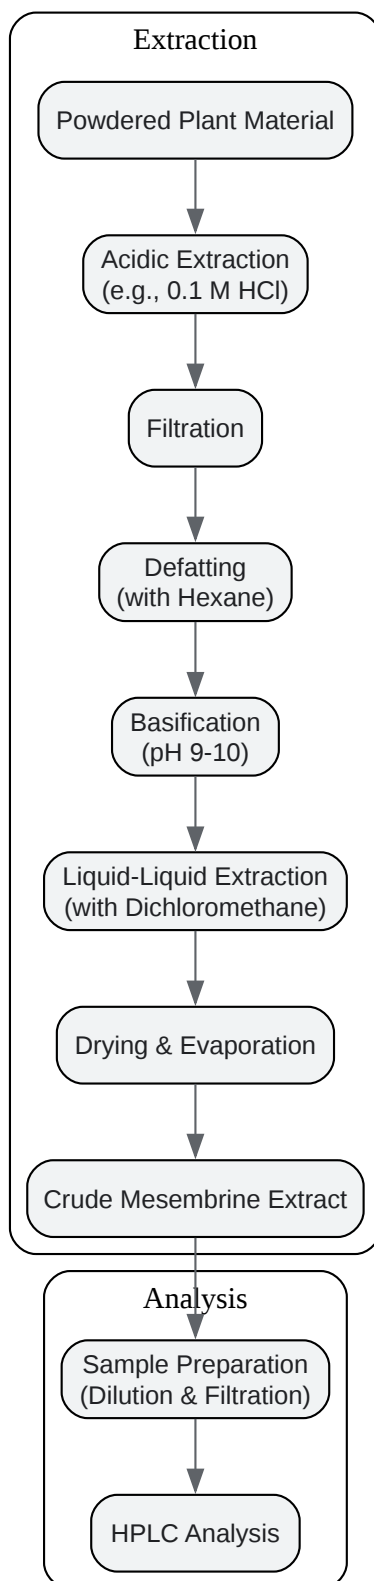 Extraction
Powdered Plant Material
Acidic Extraction
(e.g., 0.1 M HCl)
Filtration
Defatting
(with Hexane)
Basification
(pH 9-10)
Liquid-Liquid Extraction
(with Dichloromethane)
Drying & Evaporation
Crude Mesembrine Extract
Analysis
Sample Preparation
(Dilution & Filtration)
HPLC Analysis